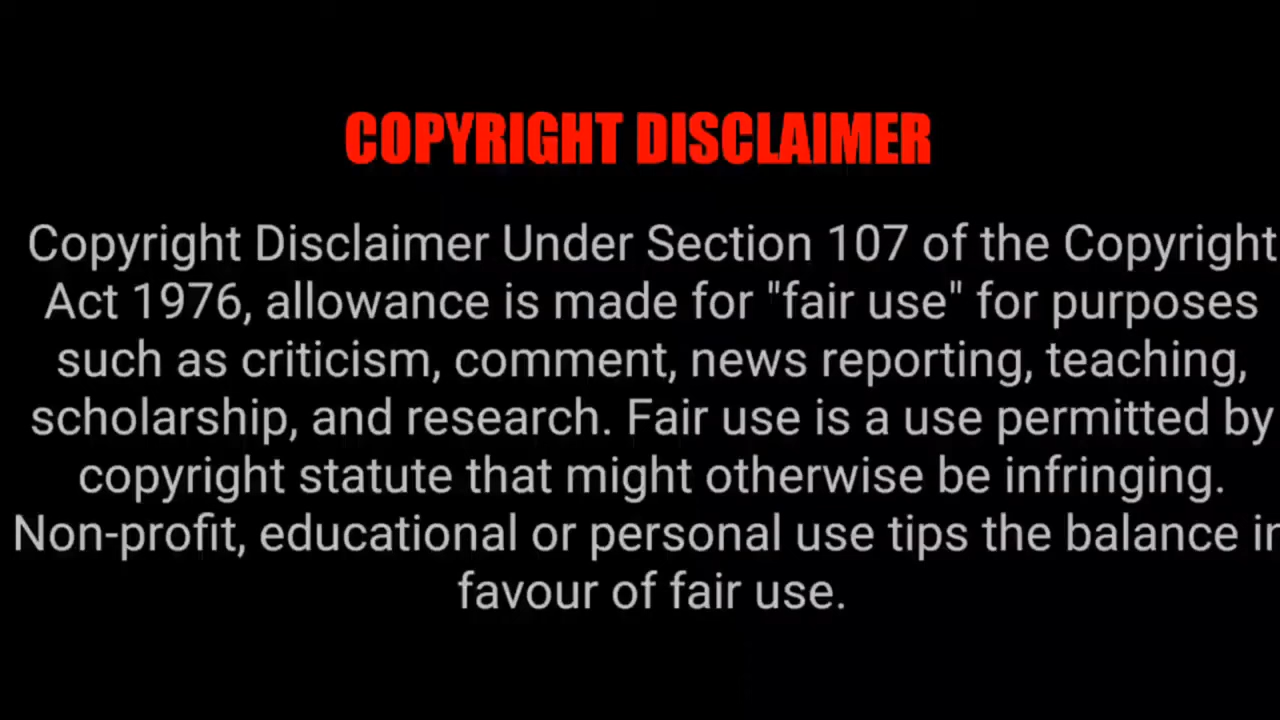 COPYRIGHT DISCLAIMER
Copyright Disclaimer Under Section 107 of the Copyright
Act 1976, allowance is made for "fair use" for purposes
such as criticism, comment, news reporting, teaching,
scholarship, and research. Fair use is a use permitted by
copyright statute that might otherwise be infringing.
Non-profit, educational or personal use tips the balance in
favour of fair use.